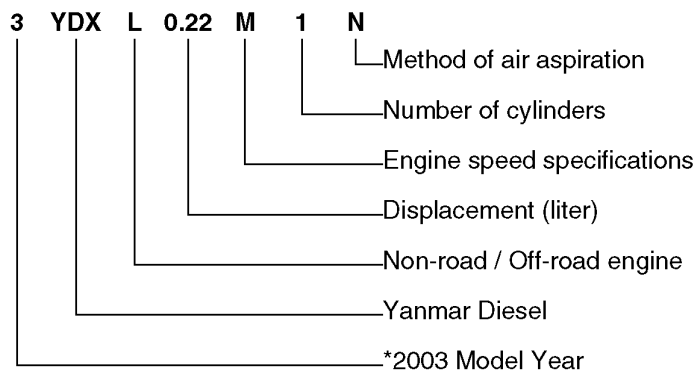 3 YDX L 0.22 M 1 N
Method of air aspiration
Number of cylinders
Engine speed specifications
Displacement (liter)
Non-road / Off-road engine
Yanmar Diesel
*2003 Model Year